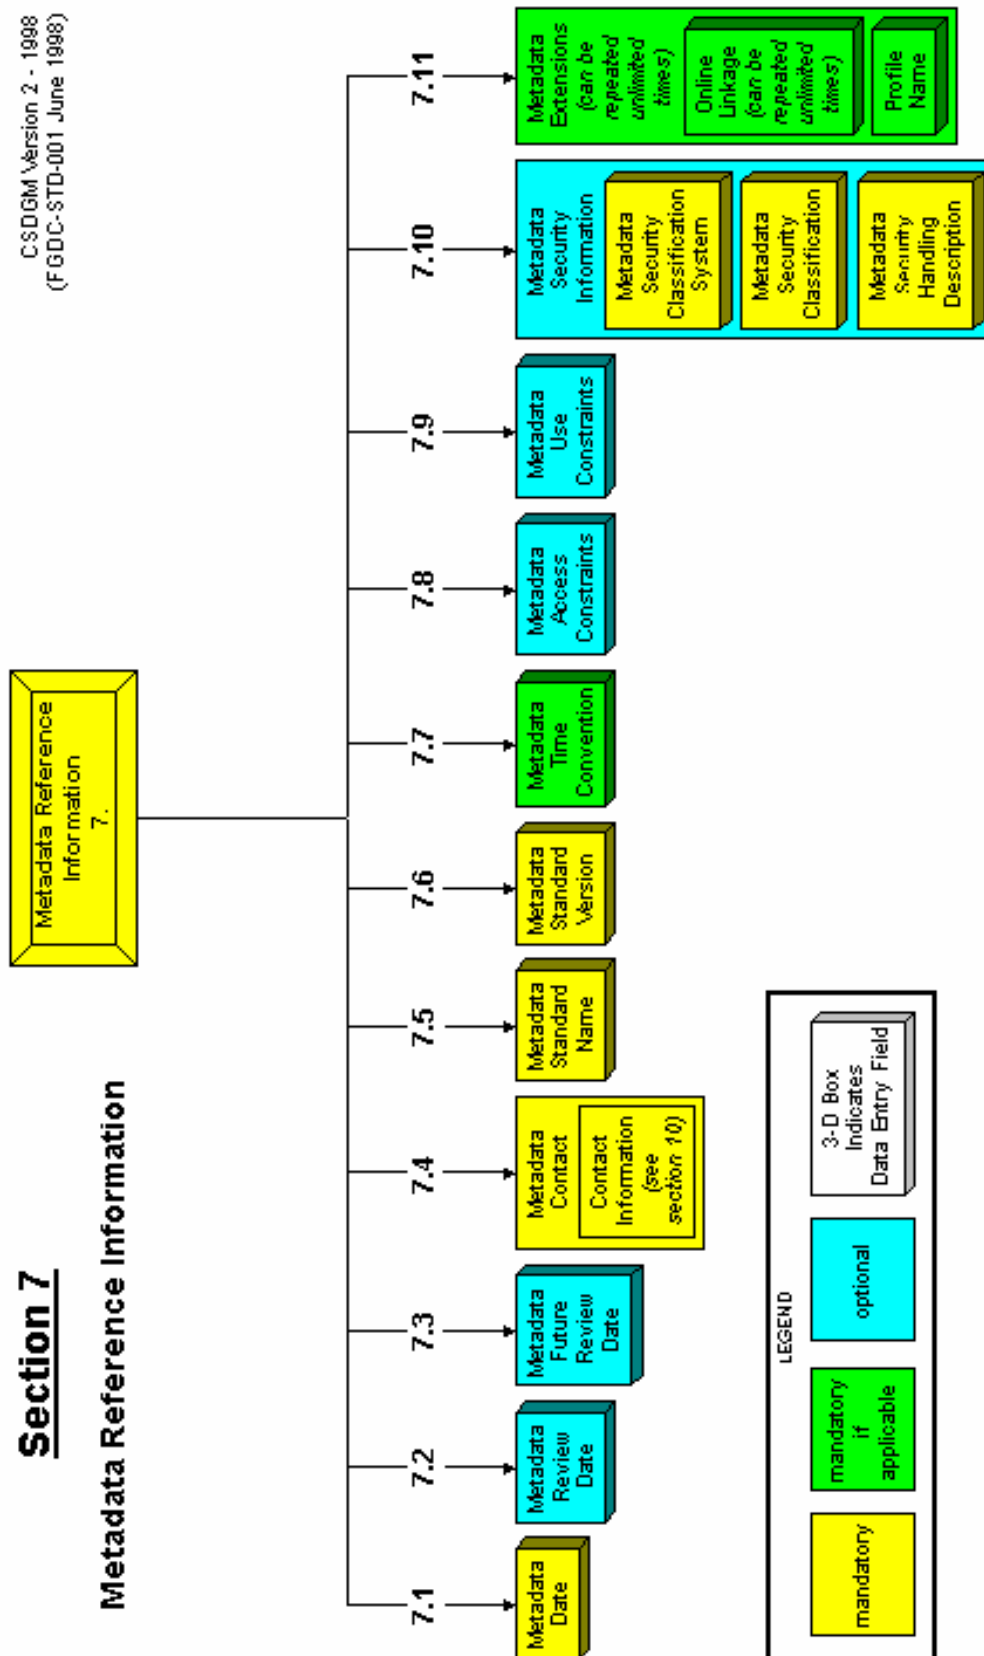 Section 7
Metadata Reference Information
CSDGM Version 2 - 1998
(FGDC-STD-001 June 1998)
Metadata Reference
Information
7.
7.1
7.2
7.3
7.4
7.5
7.6
7.7
7.8
7.9
7.10
7.11
Metadata
Date
Metadata
Review
Date
Metadata
Future
Review
Date
Metadata
Contact
Contact
Information
(see
section 10)
Metadata
Standard
Name
Metadata
Standard
Version
Metadata
Time
Convention
Metadata
Access
Constraints
Metadata
Use
Constraints
Metadata
Security
Information
Metadata
Security
Classification
System
Metadata
Security
Classification
Metadata
Security
Handling
Description
Metadata
Extensions
(can be
repeated
unlimited
times)
Online
Linkage
(can be
repeated
unlimited
times)
Profile
Name
LEGEND
mandatory
mandatory
if
applicable
optional
3-D Box
Indicates
Data Entry Field